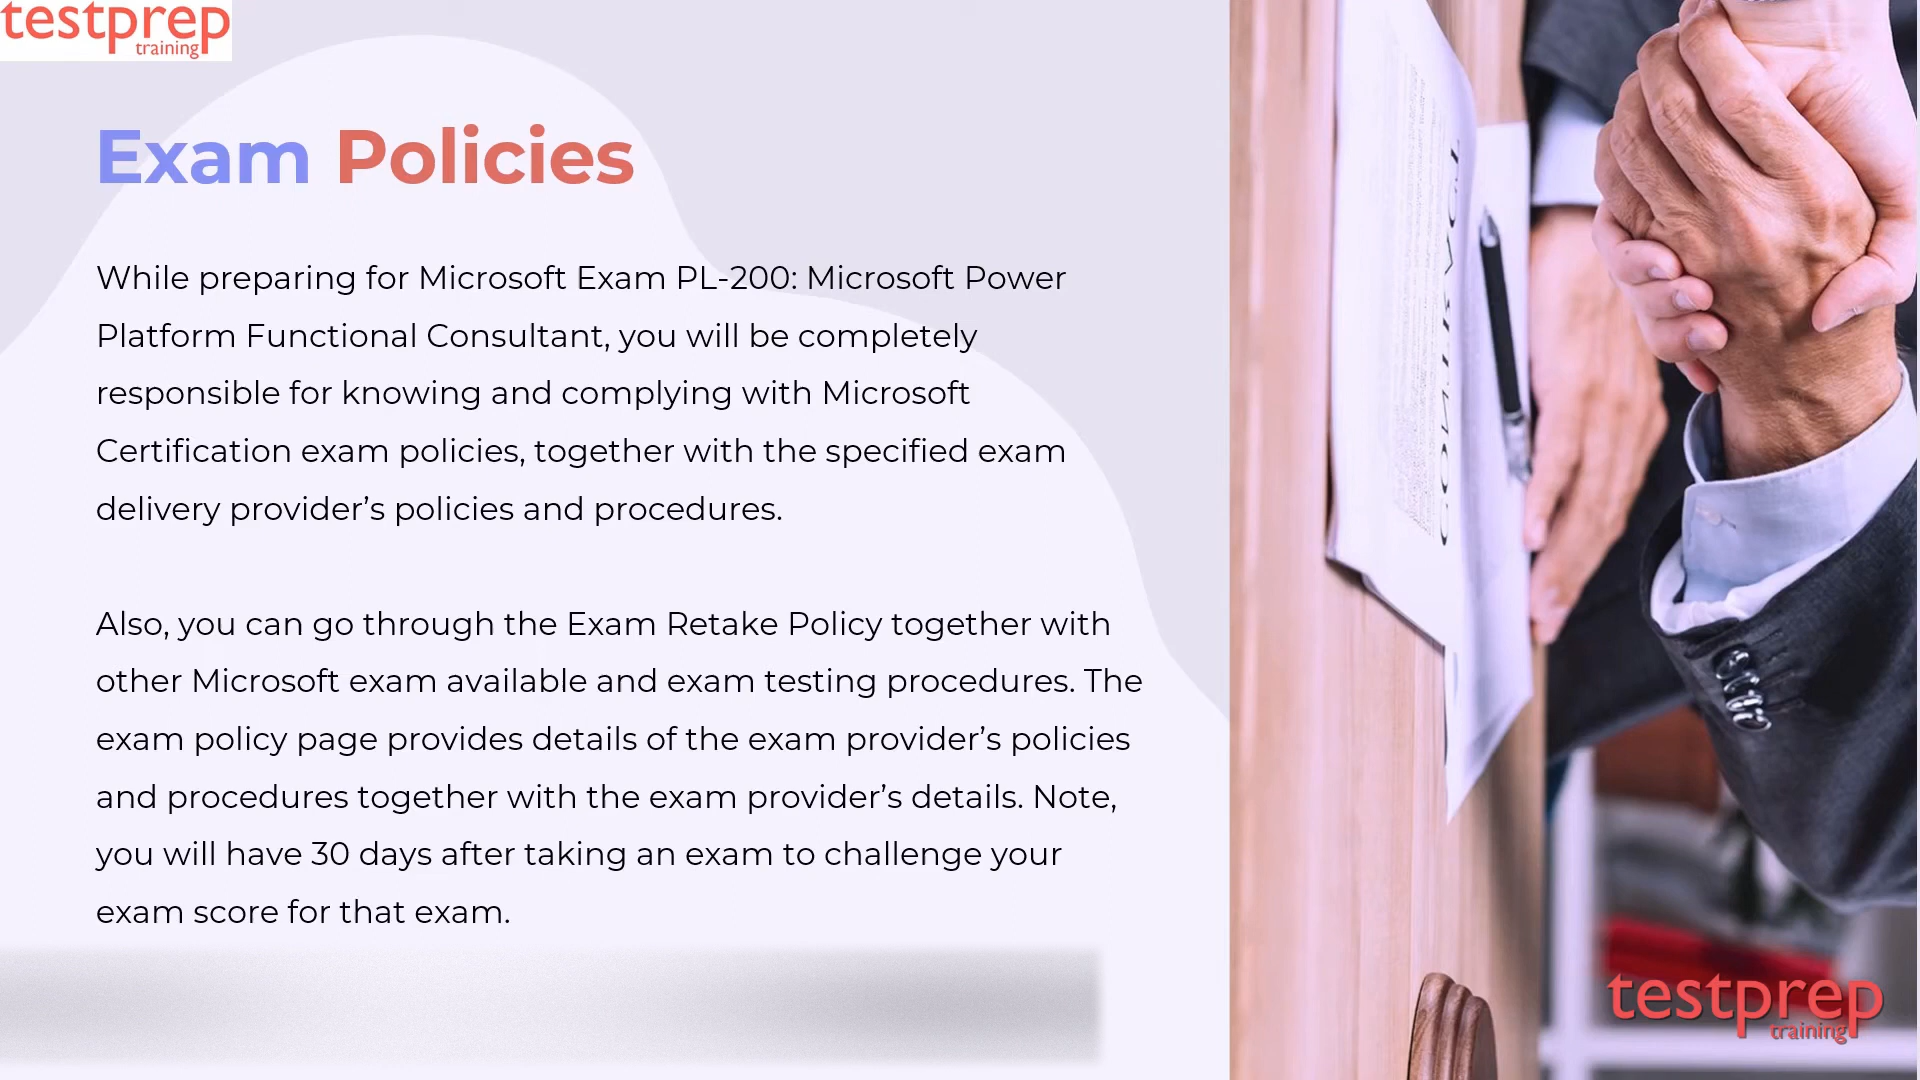 testprep
training
Exam Policies
While preparing for Microsoft Exam PL-200: Microsoft Power
Platform Functional Consultant, you will be completely
responsible for knowing and complying with Microsoft
Certification exam policies, together with the specified exam
delivery provider’s policies and procedures.
Also, you can go through the Exam Retake Policy together with
other Microsoft exam available and exam testing procedures. The
exam policy page provides details of the exam provider’s policies
and procedures together with the exam provider’s details. Note,
you will have 30 days after taking an exam to challenge your
exam score for that exam.
CONTRACT
testprep
training